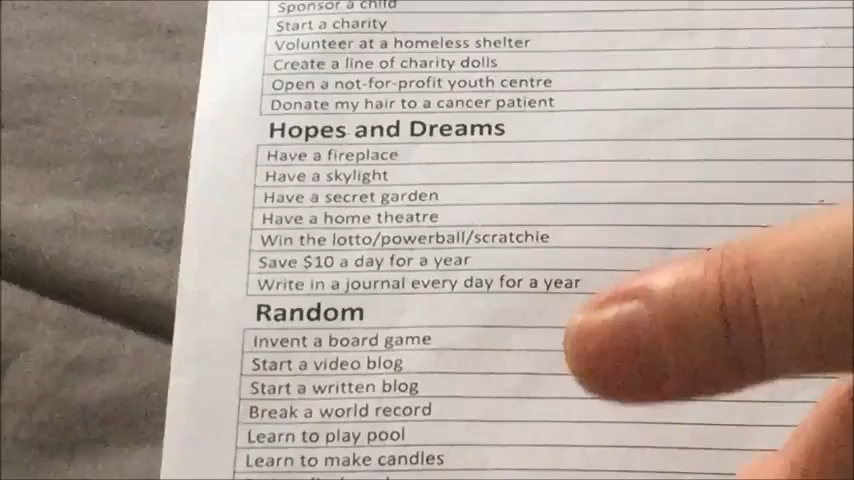 Sponsor a child
Start a charity
Volunteer at a homeless shelter
Create a line of charity dolls
Open a not-for-profit youth centre
Donate my hair to a cancer patient
Hopes and Dreams
Have a fireplace
Have a skylight
Have a secret garden
Have a home theatre
Win the lotto/powerball/scratchie
Save $10 a day for a year
Write in a journal every day for a year
Random
Invent a board game
Start a video blog
Start a written blog
Break a world record
Learn to play pool
Learn to make candles